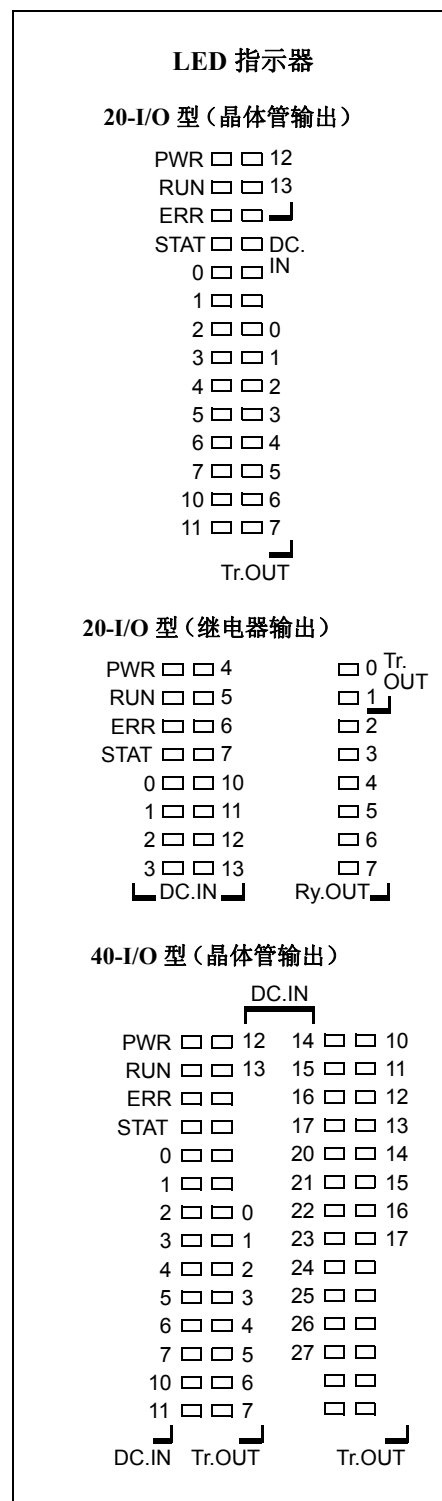 LED 指示器
20-I/O 型（晶体管输出）
PWR 12
RUN 13
ERR
STAT DC.
0 IN
1
2 0
3 1
4 2
5 3
6 4
7 5
10 6
11 7
Tr.OUT
20-I/O 型（继电器输出）
PWR 4 0 Tr.
RUN 5 1 OUT
ERR 6 2
STAT 7 3
0 10 4
1 11 5
2 12 6
3 13 7
DC.IN Ry.OUT
40-I/O 型（晶体管输出）
DC.IN
PWR 12 14 10
RUN 13 15 11
ERR 16 12
STAT 17 13
0 20 14
1 21 15
2 0 22 16
3 1 23 17
4 2 24
5 3 25
6 4 26
7 5 27
10 6
11 7
DC.IN Tr.OUT Tr.OUT